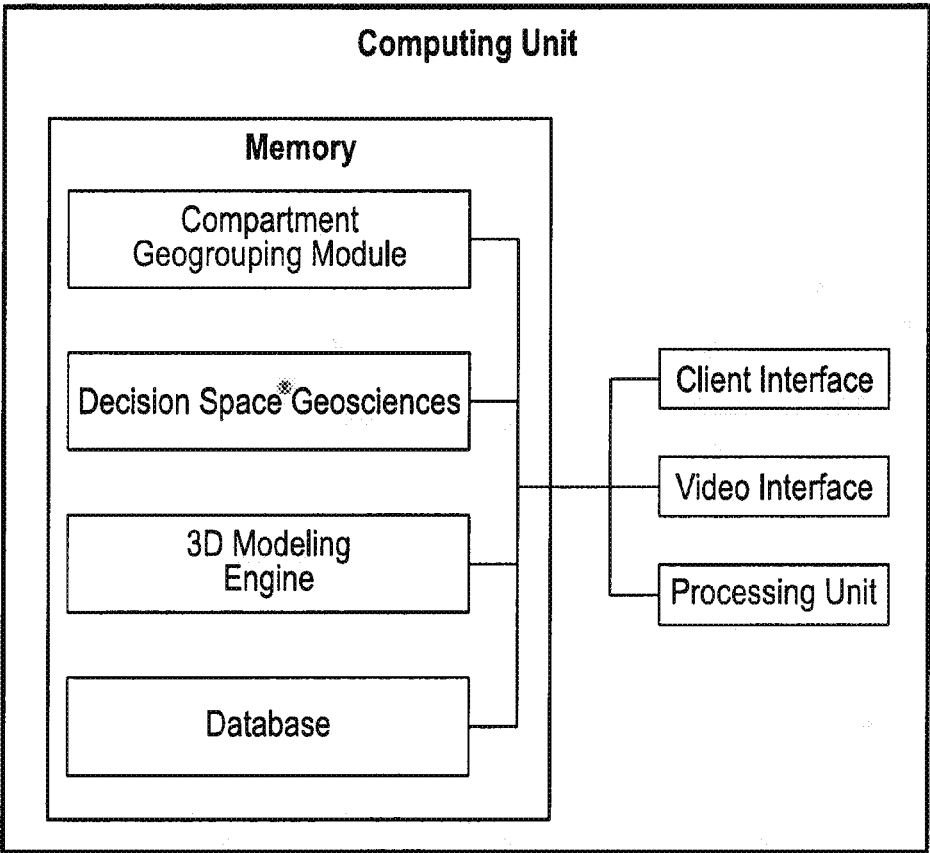 Computing Unit
Memory
Compartment
Geogrouping Module
Decision Space® Geosciences
3D Modeling
Engine
Database
Client Interface
Video Interface
Processing Unit